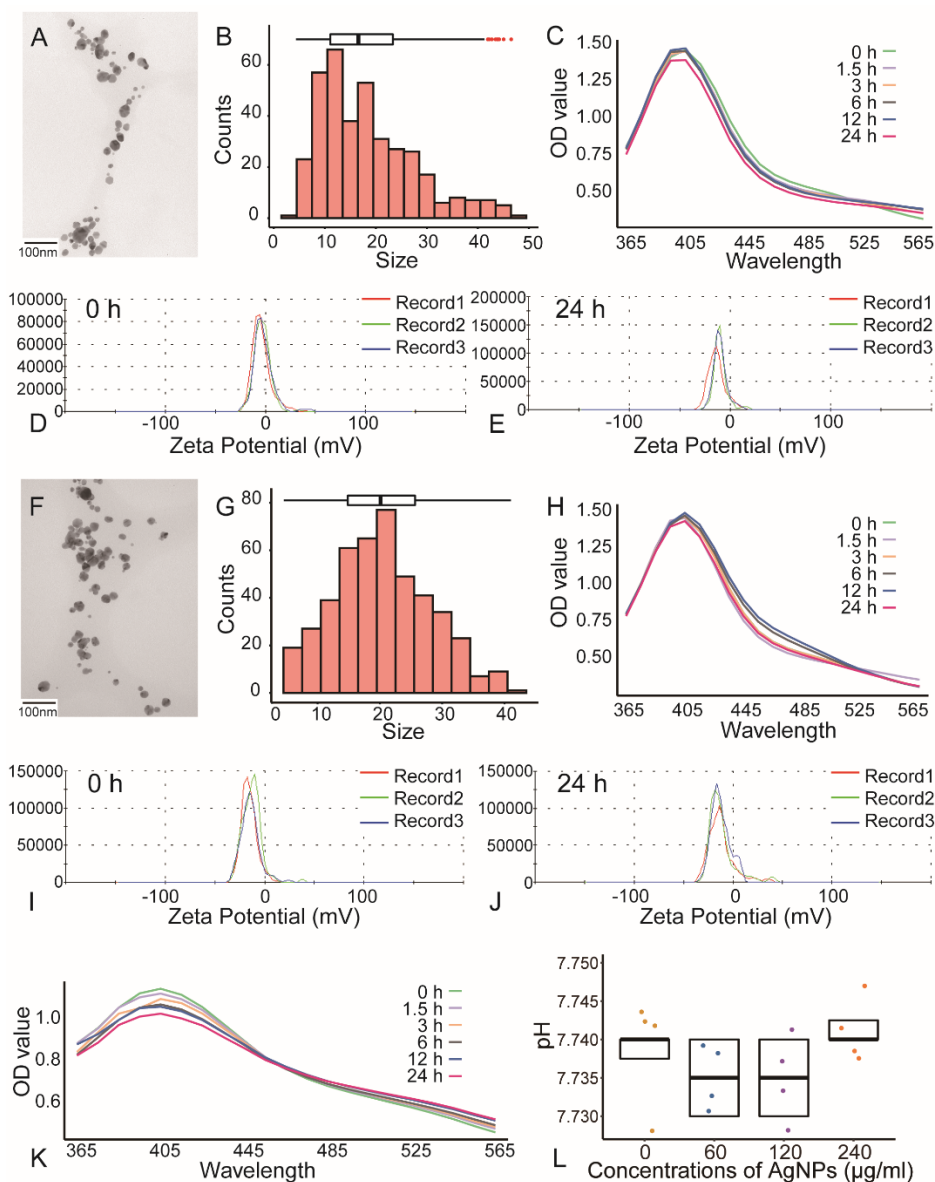 A
100nm
B
60
40
20
0
Counts
0 10 20 30 40 50
Size
C
1.50
1.25
1.00
0.75
0.50
OD value
0 h
1.5 h
3 h
6 h
12 h
24 h
365 405 445 485 525 565
Wavelength
100000
80000
60000
40000
20000
0
0 h
Record1
Record2
Record3
-100 0 100
D
Zeta Potential (mV)
200000
150000
100000
50000
0
24 h
Record1
Record2
Record3
-100 0 100
E
Zeta Potential (mV)
F
100nm
G
80
60
40
20
0
Counts
10 20 30 40
Size
H
1.50
1.25
1.00
0.75
0.50
OD value
0 h
1.5 h
3 h
6 h
12 h
24 h
365 405 445 485 525 565
Wavelength
150000
100000
50000
0
0 h
Record1
Record2
Record3
-100 0 100
I
Zeta Potential (mV)
150000
100000
50000
0
24 h
Record1
Record2
Record3
-100 0 100
J
Zeta Potential (mV)
1.0
0.8
0.6
OD value
0 h
1.5 h
3 h
6 h
12 h
24 h
365 405 445 485 525 565
K
Wavelength
7.750
7.745
7.740
7.735
7.730
pH
0 60 120 240
L
Concentrations of AgNPs (μg/ml)